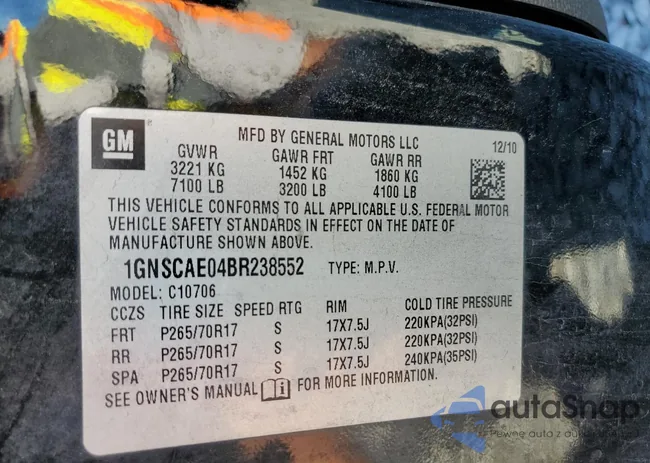 GM
MFD BY GENERAL MOTORS LLC 12/10
GVWR GAWR FRT GAWR RR
3221 KG 1452 KG 1860 KG
7100 LB 3200 LB 4100 LB
THIS VEHICLE CONFORMS TO ALL APPLICABLE U.S. FEDERAL MOTOR
VEHICLE SAFETY STANDARDS IN EFFECT ON THE DATE OF
MANUFACTURE SHOWN ABOVE.
1GNSCAE04BR238552 TYPE: M.P.V.
MODEL: C10706
CCZS TIRE SIZE SPEED RTG RIM COLD TIRE PRESSURE
FRT P265/70R17 S 17X7.5J 220KPA(32PSI)
RR P265/70R17 S 17X7.5J 220KPA(32PSI)
SPA P265/70R17 S 17X7.5J 240KPA(35PSI)
SEE OWNER'S MANUAL FOR MORE INFORMATION.
autaSnap
Pewne auta z